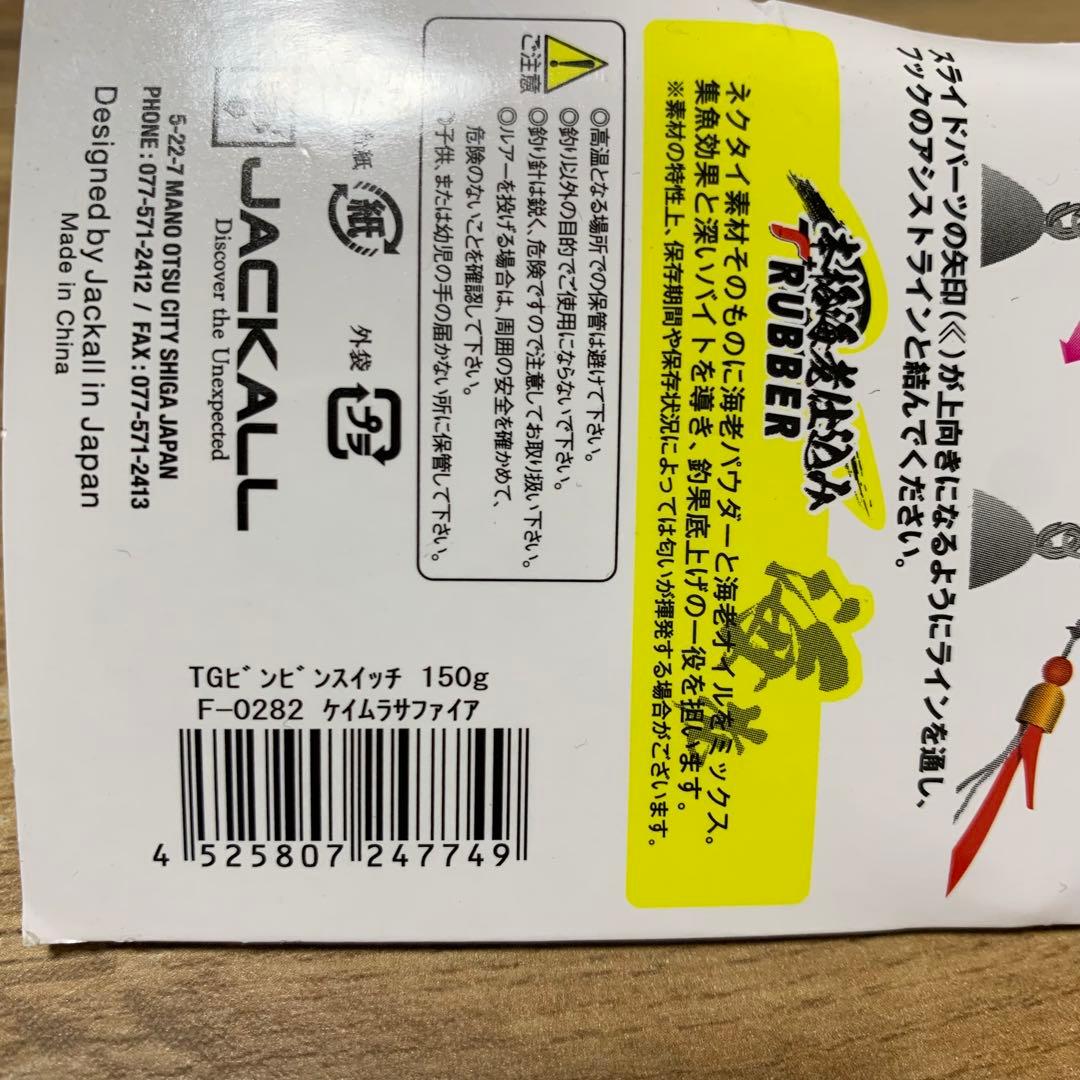 スライドパーツの矢印(《)が上向きになるようにラインを通し、
フックのアシストラインと結んでください。
本格海老仕込み
RUBBER
ネクタイ素材そのものに海老パウダーと海老オイルをミックス。
集魚効果と深いバイトを導き、釣果底上げの一役を担います。
※素材の特性上、保存期間や保存状況によっては匂いが揮発する場合がございます。
ご注意
◎高温となる場所での保管は避けて下さい。
◎釣り以外の目的でご使用にならないで下さい。
◎釣り針は鋭く、危険ですので注意してお取り扱い下さい。
◎ルアーを投げる場合は、周囲の安全を確かめて、
危険のないことを確認して下さい。
子供、または幼児の手の届かない所に保管して下さい。
紙
紙
外袋
プラ
JACKALL
Discover the Unexpected
5-22-7 MANO OTSU CITY SHIGA JAPAN
PHONE : 077-571-2412 / FAX : 077-571-2413
Designed by Jackall in Japan
Made in China
TGビンビンスイッチ 150g
F-0282 ケイムラサファイア
4 525807 247749